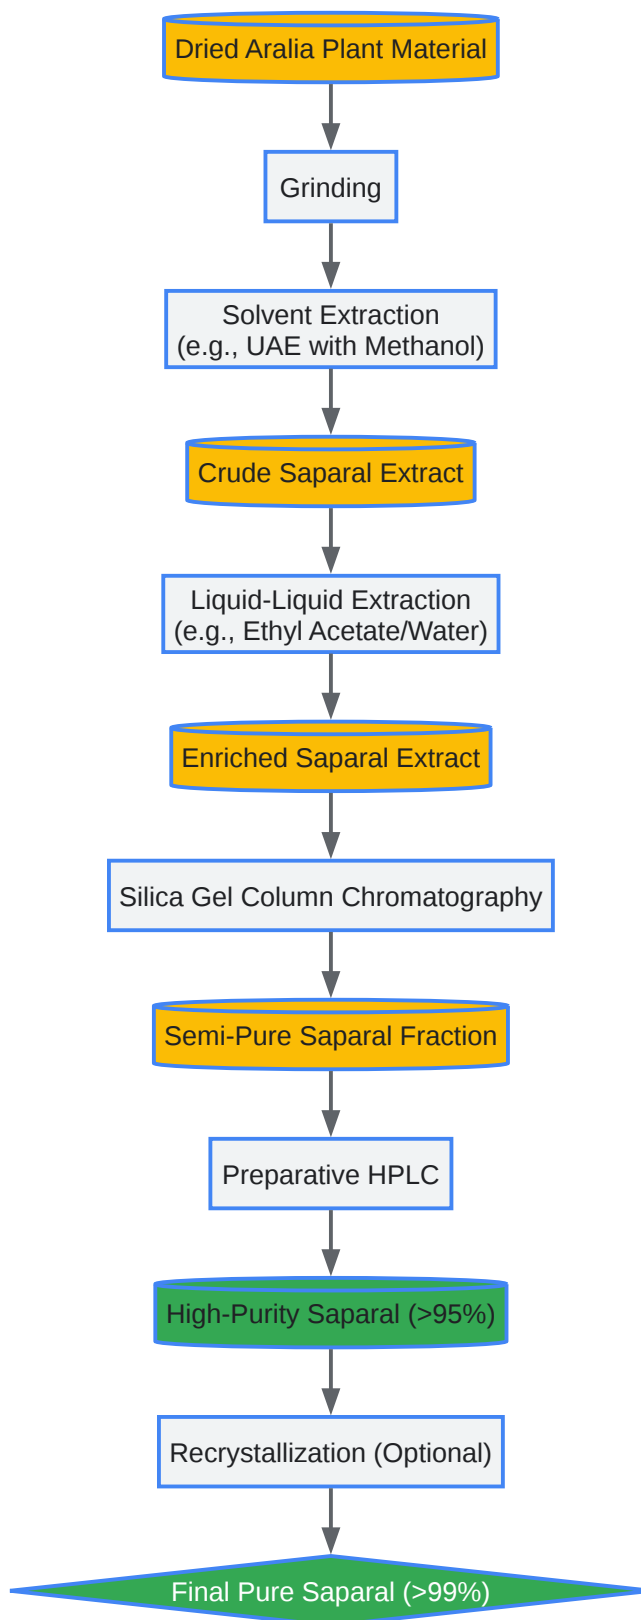 Dried Aralia Plant Material
Grinding
Solvent Extraction
(e.g., UAE with Methanol)
Crude Saparal Extract
Liquid-Liquid Extraction
(e.g., Ethyl Acetate/Water)
Enriched Saparal Extract
Silica Gel Column Chromatography
Semi-Pure Saparal Fraction
Preparative HPLC
High-Purity Saparal (>95%)
Recrystallization (Optional)
Final Pure Saparal (>99%)